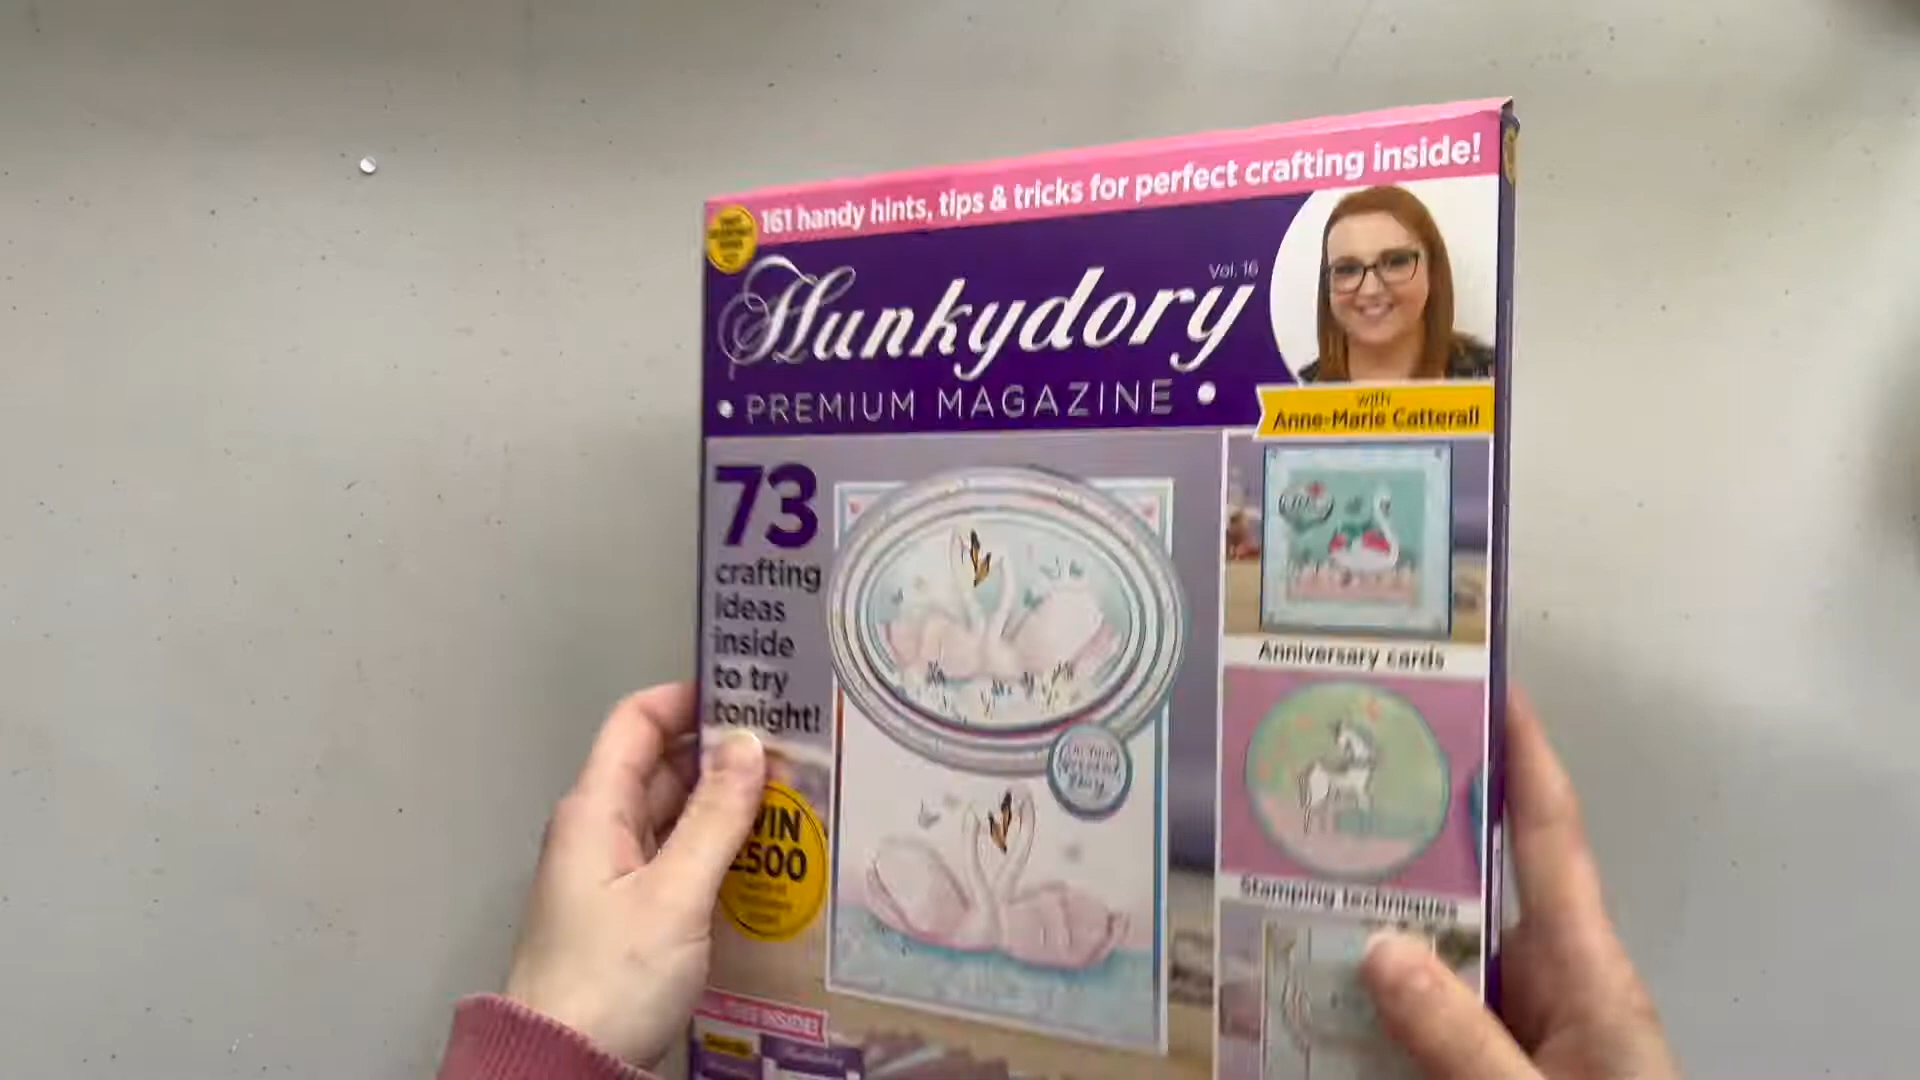 161 handy hints, tips & tricks for perfect crafting inside!
Vol. 16
Hunkydory
• PREMIUM MAGAZINE •
with
Anne-Marie Catterall
73
crafting
ideas
inside
to try
tonight!
WIN
£500
Anniversary cards
Stamping techniques
INSIDE!